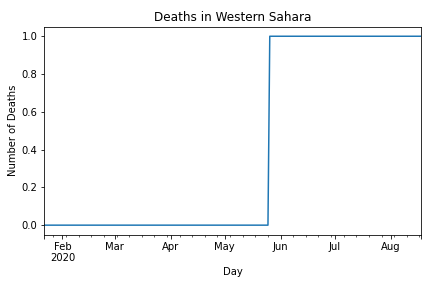 Deaths in Western Sahara
1.0
0.8
0.6
0.4
0.2
0.0
Number of Deaths
Feb Mar Apr May Jun Jul Aug
2020
Day